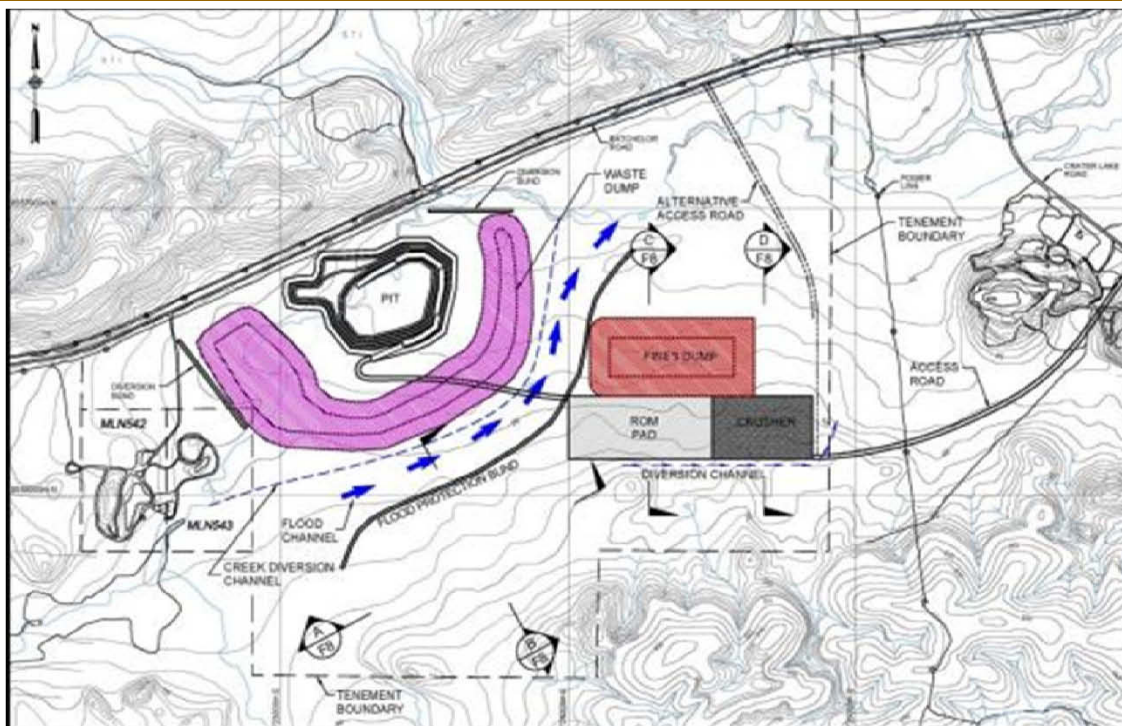 N
BATCHELOR
ROAD
DIVERSION
BUND
WASTE
DUMP
ALTERNATIVE
ACCESS ROAD
POWER
LINE
CRATER LAKE
ROAD
TENEMENT
BOUNDARY
C
F8
D
F8
PIT
FINES DUMP
ACCESS
ROAD
DIVERSION
BUND
MLN542
ROM
PAD
CRUSHER
DIVERSION CHANNEL
FLOOD PROTECTION BUND
MLN543
FLOOD
CHANNEL
CREEK DIVERSION
CHANNEL
A
F8
B
F8
TENEMENT
BOUNDARY